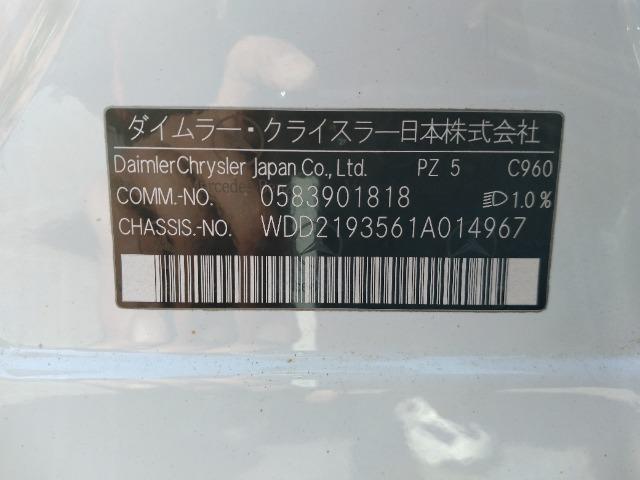 ダイムラー・クライスラー日本株式会社
DaimlerChrysler Japan Co., Ltd. PZ 5 C960
COMM.-NO. 0583901818 1.0%
CHASSIS.-NO. WDD2193561A014967